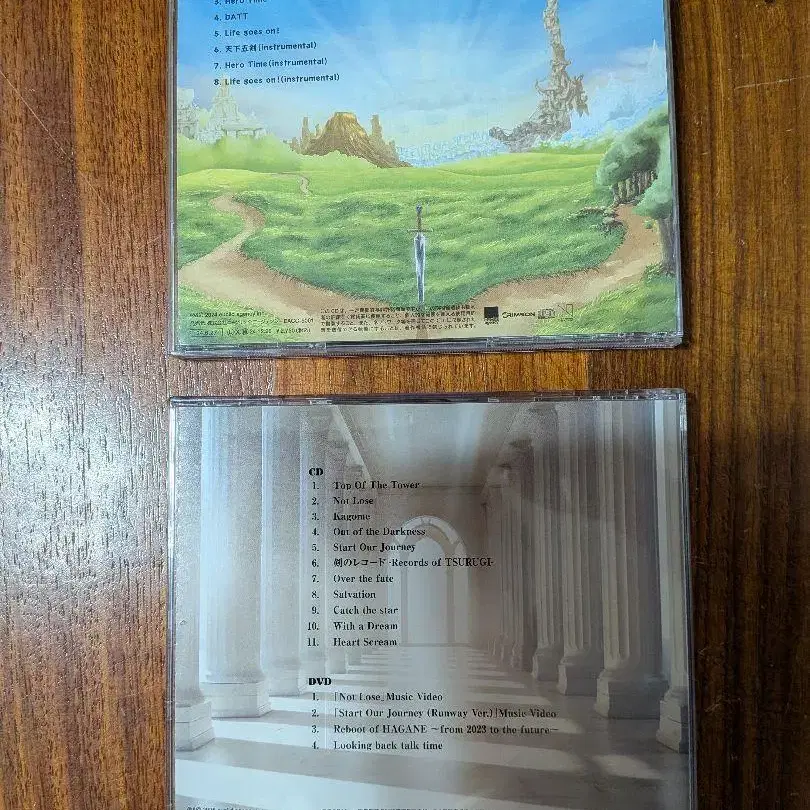 3. Hero Time
4. bATT
5. Life goes on!
6. 天下五剣(instrumental)
7. Hero Time(instrumental)
8. Life goes on!(instrumental)
CD
1. Top Of The Tower
2. Not Lose
3. Kagome
4. Out of the Darkness
5. Start Our Journey
6. 剣のレコード-Records of TSURUGI-
7. Over the fate
8. Salvation
9. Catch the star
10. With a Dream
11. Heart Scream
DVD
1. 「Not Lose」Music Video
2. 「Start Our Journey (Runway Ver.)」Music Video
3. Reboot of HAGANE ～from 2023 to the future～
4. Looking back talk time